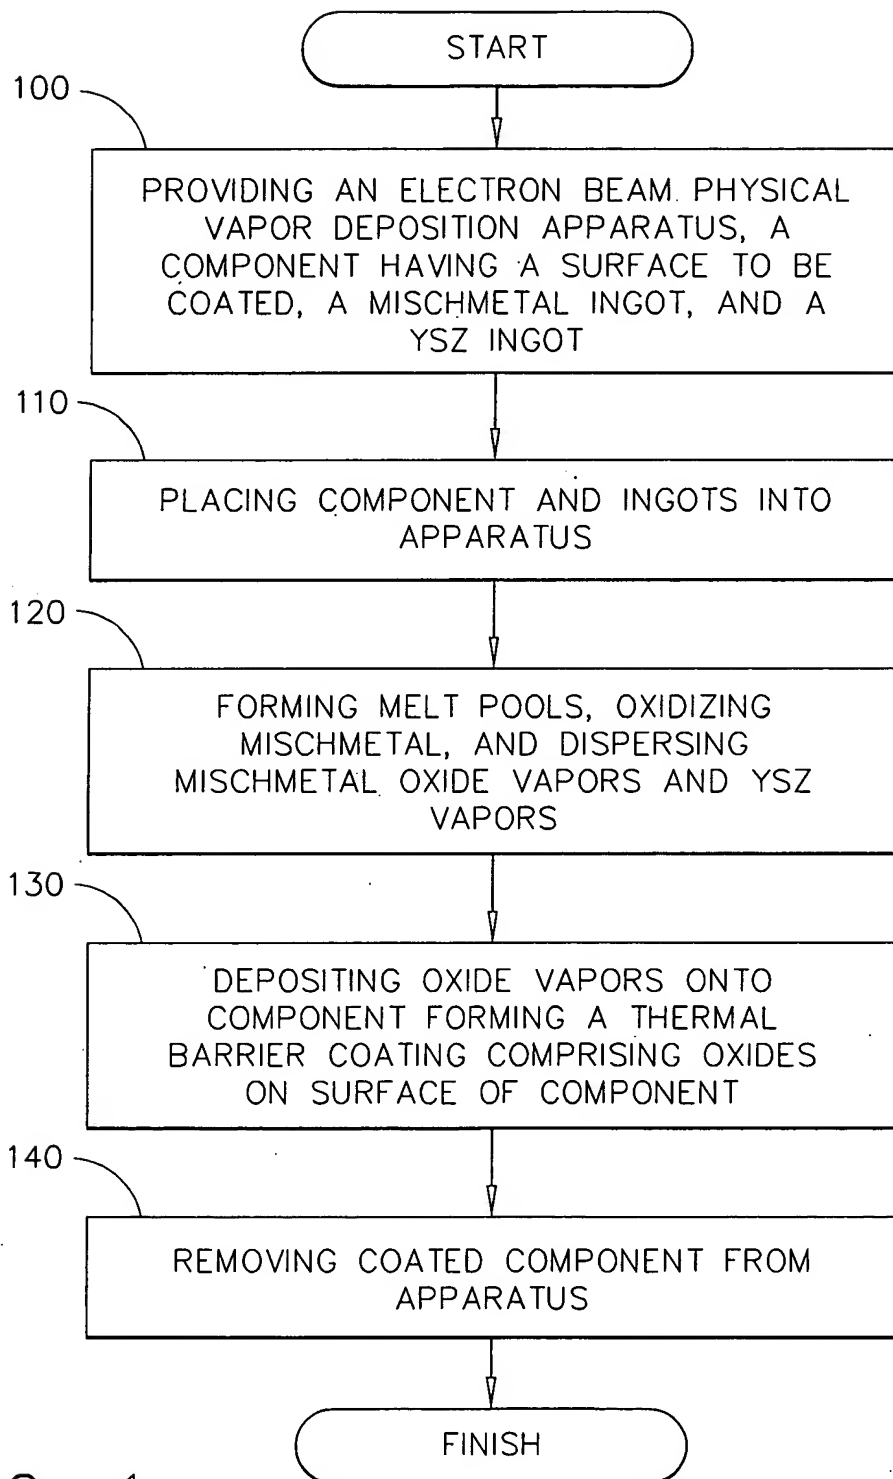 START
100
PROVIDING AN ELECTRON BEAM PHYSICAL
VAPOR DEPOSITION APPARATUS, A
COMPONENT HAVING A SURFACE TO BE
COATED, A MISCHMETAL INGOT, AND A
YSZ INGOT
110
PLACING COMPONENT AND INGOTS INTO
APPARATUS
120
FORMING MELT POOLS, OXIDIZING
MISCHMETAL, AND DISPERSING
MISCHMETAL OXIDE VAPORS AND YSZ
VAPORS
130
DEPOSITING OXIDE VAPORS ONTO
COMPONENT FORMING A THERMAL
BARRIER COATING COMPRISING OXIDES
ON SURFACE OF COMPONENT
140
REMOVING COATED COMPONENT FROM
APPARATUS
FINISH